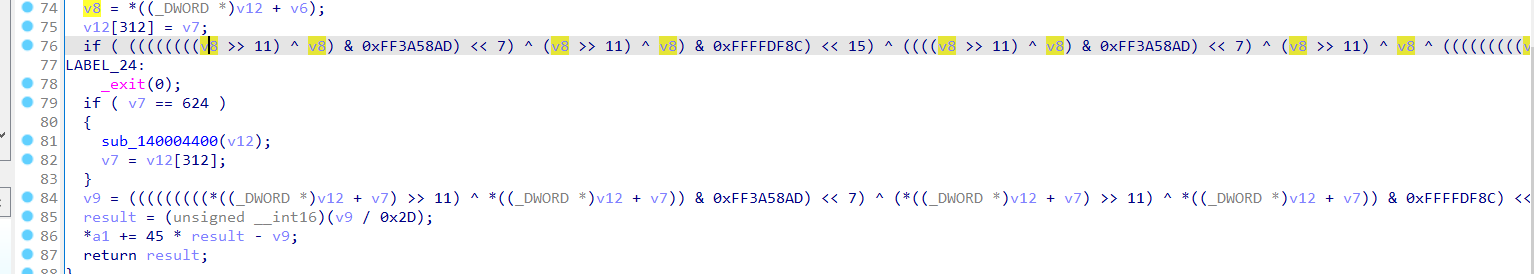 74 v8 = *((_DWORD *)v12 + v6);
75 v12[312] = v7;
76 if ( ((((((((v8 >> 11) ^ v8) & 0xFF3A58AD) << 7) ^ (v8 >> 11) ^ v8) & 0xFFFFDF8C) << 15) ^ ((((v8 >> 11) ^ v8) & 0xFF3A58AD) << 7) ^ (v8 >> 11) ^ v8 ^ (((((((((v
77 LABEL_24:
78 _exit(0);
79 if ( v7 == 624 )
80 {
81 sub_140004400(v12);
82 v7 = v12[312];
83 }
84 v9 = (((((((((*((_DWORD *)v12 + v7) >> 11) ^ *((_DWORD *)v12 + v7)) & 0xFF3A58AD) << 7) ^ (*((_DWORD *)v12 + v7) >> 11) ^ *((_DWORD *)v12 + v7)) & 0xFFFFDF8C) <<
85 result = (unsigned __int16)(v9 / 0x2D);
86 *a1 += 45 * result - v9;
87 return result;
88 }